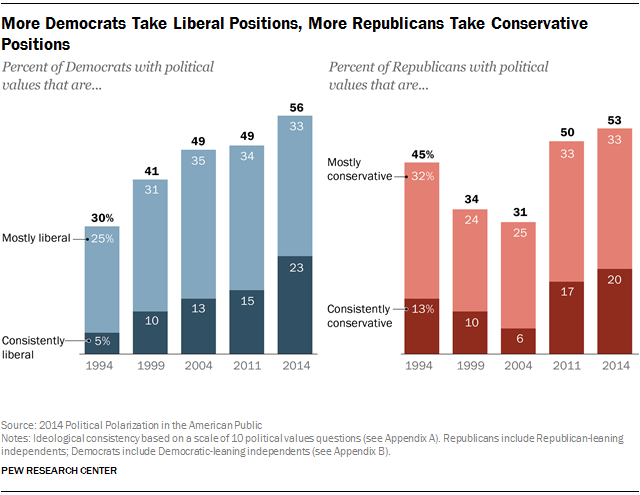 More Democrats Take Liberal Positions, More Republicans Take Conservative
Positions
Percent of Democrats with political
values that are...
56
33
49
49
35
34
41
31
30%
Mostly liberal
25%
23
15
13
10
Consistently
liberal
5%
1994
1999
2004
2011
2014
Percent of Republicans with political
values that are...
53
50
33
33
45%
Mostly
conservative
32%
34
24
31
25
20
17
Consistently
conservative
13%
10
6
1994
1999
2004
2011
2014
Source: 2014 Political Polarization in the American Public
Notes: Ideological consistency based on a scale of 10 political values questions (see Appendix A). Republicans include Republican-leaning
independents; Democrats include Democratic-leaning independents (see Appendix B).
PEW RESEARCH CENTER